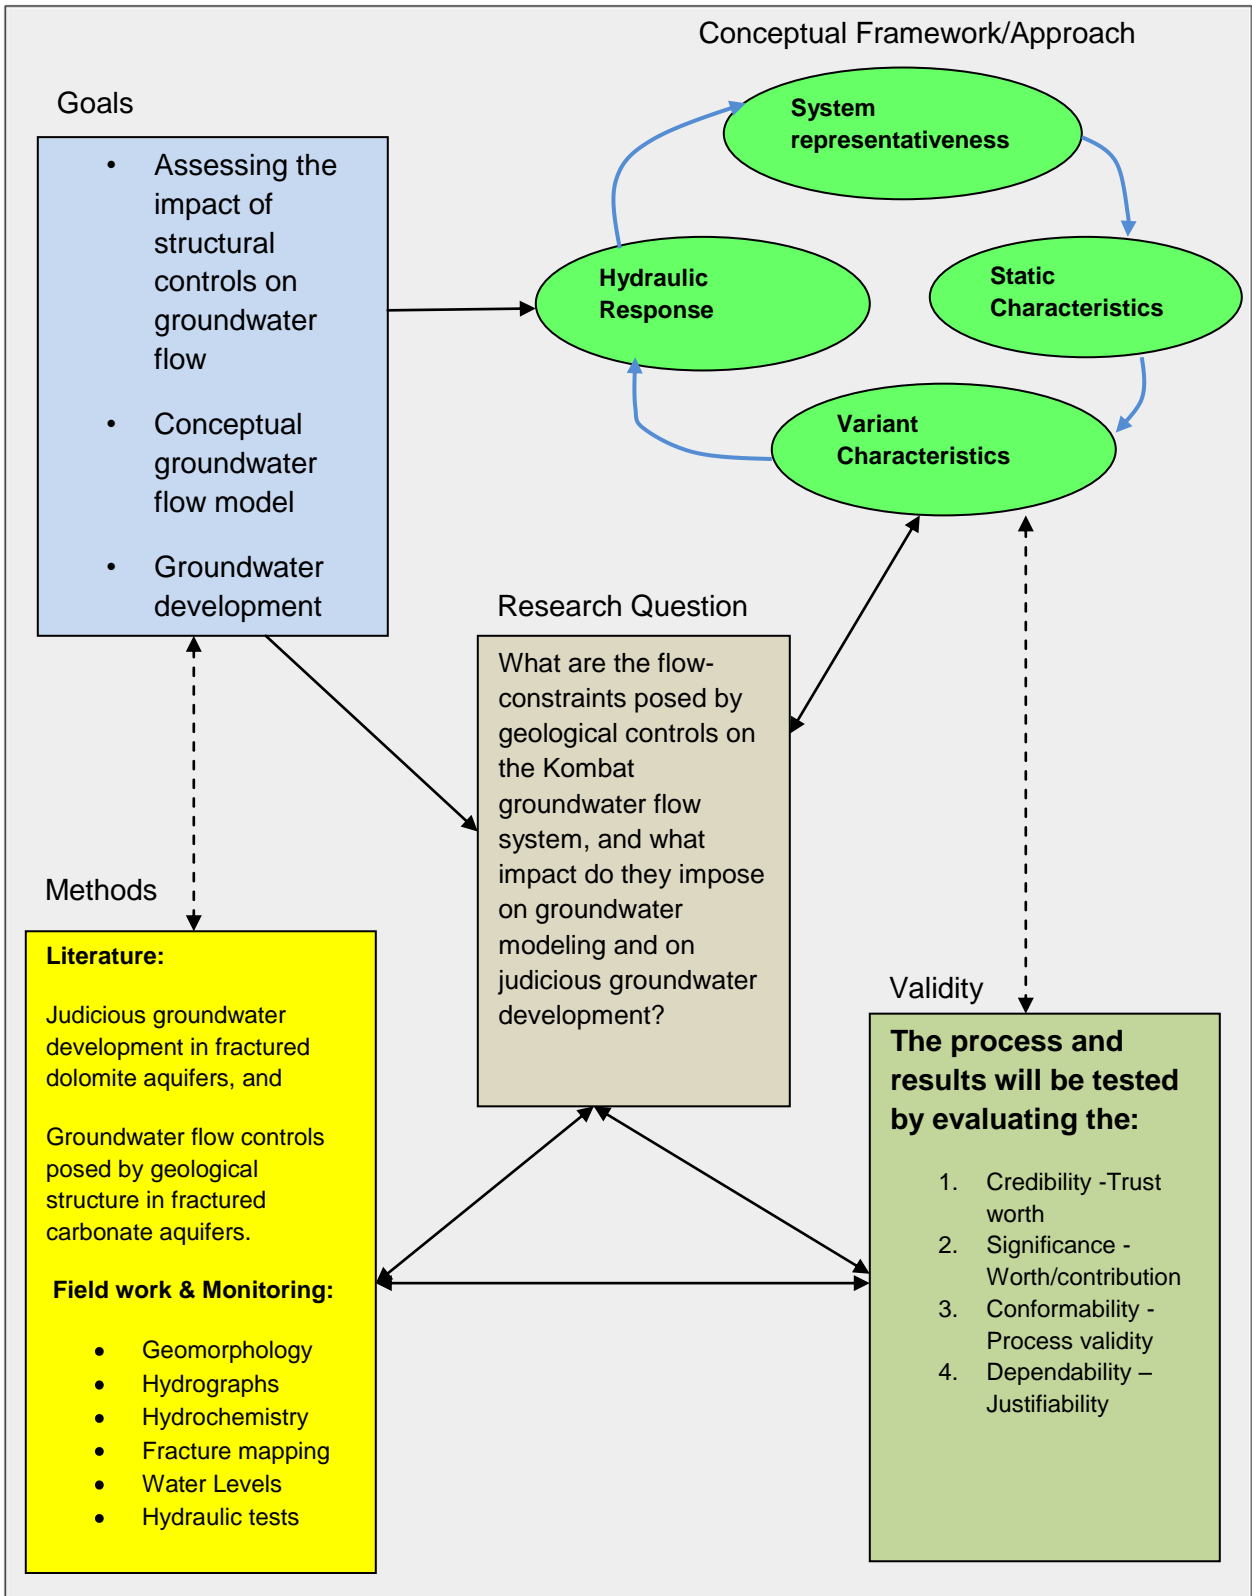 Conceptual Framework/Approach
Goals
• Assessing the
impact of
structural
controls on
groundwater
flow
• Conceptual
groundwater
flow model
• Groundwater
development
System
representativeness
Hydraulic
Response
Static
Characteristics
Variant
Characteristics
Research Question
What are the flow-
constraints posed by
geological controls on
the Kombat
groundwater flow
system, and what
impact do they impose
on groundwater
modeling and on
judicious groundwater
development?
Methods
Literature:
Judicious groundwater
development in fractured
dolomite aquifers, and
Groundwater flow controls
posed by geological
structure in fractured
carbonate aquifers.
Field work & Monitoring:
• Geomorphology
• Hydrographs
• Hydrochemistry
• Fracture mapping
• Water Levels
• Hydraulic tests
Validity
The process and
results will be tested
by evaluating the:
1. Credibility -Trust
worth
2. Significance -
Worth/contribution
3. Conformability -
Process validity
4. Dependability –
Justifiability